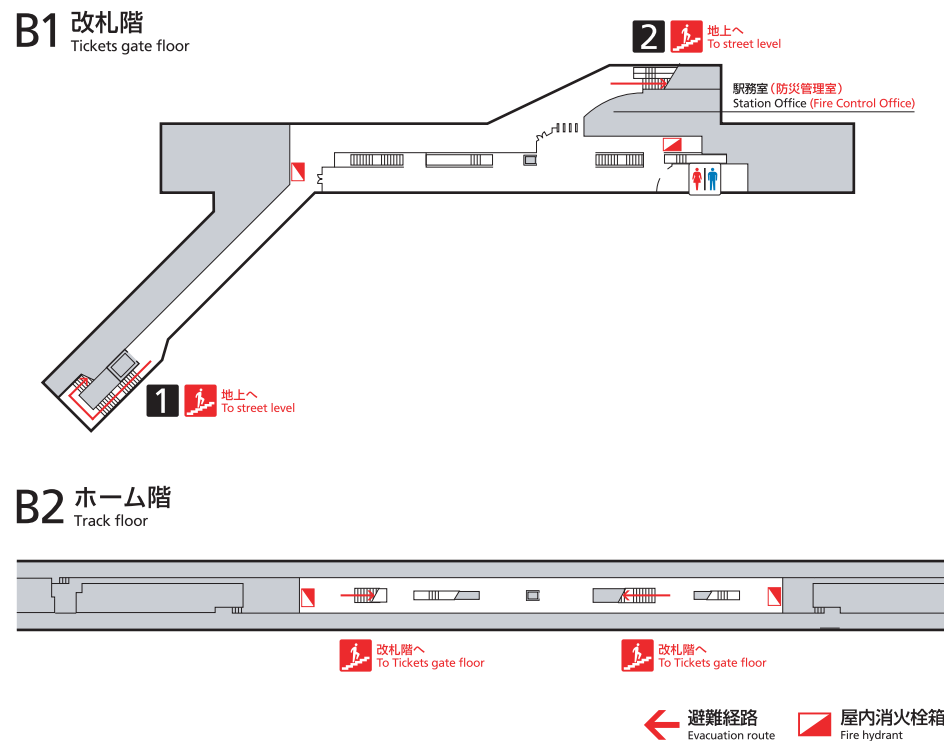 B1 改札階
Tickets gate floor
2 地上へ
To street level
駅務室(防災管理室)
Station Office (Fire Control Office)
1 地上へ
To street level
B2 ホーム階
Track floor
改札階へ
To Tickets gate floor
改札階へ
To Tickets gate floor
避難経路
Evacuation route
屋内消火栓箱
Fire hydrant